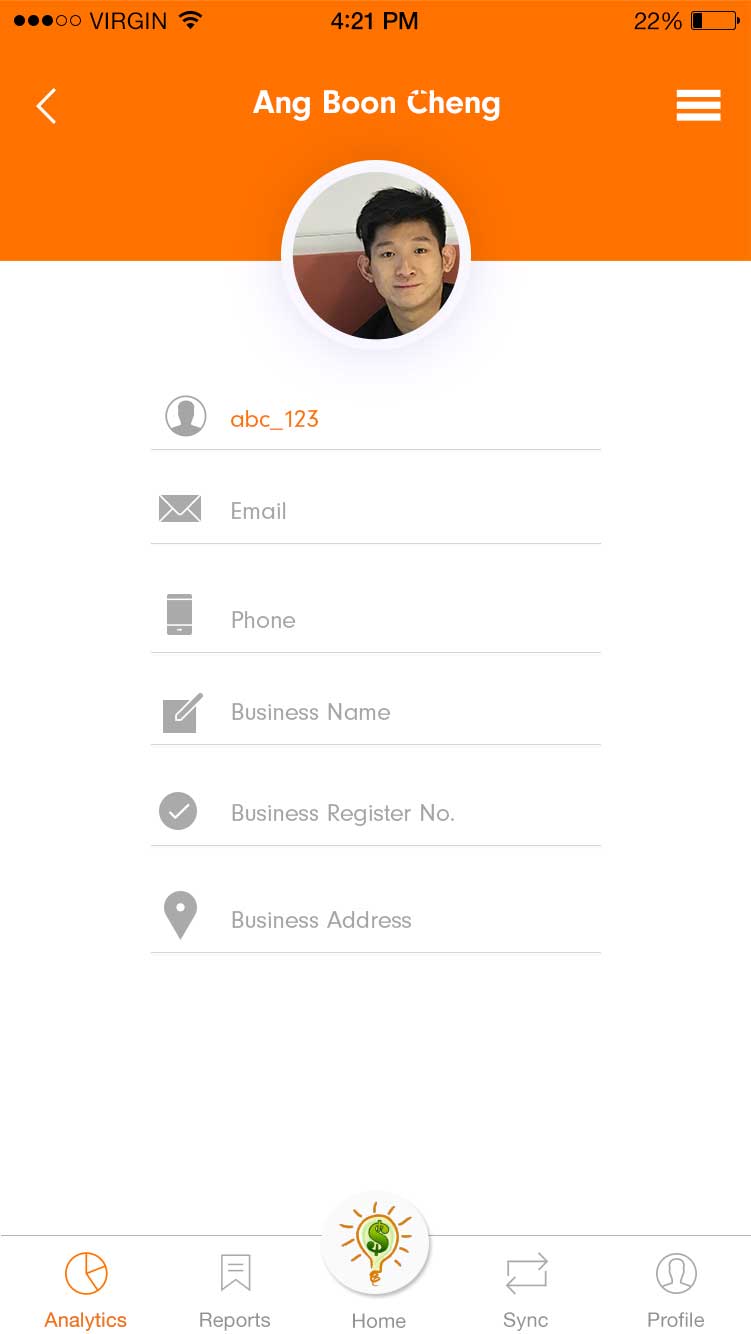 VIRGIN 4:21 PM 22%
Ang Boon Cheng
abc_123
Email
Phone
Business Name
Business Register No.
Business Address
$
Analytics Reports Home Sync Profile